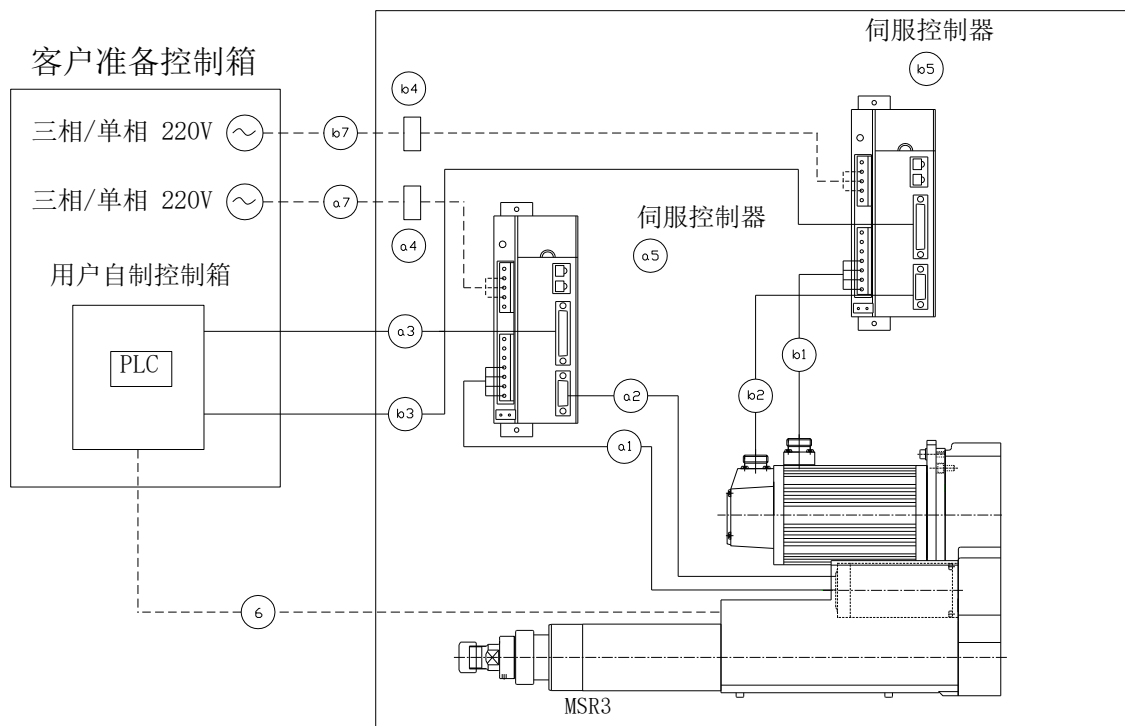 伺服控制器
b5
客户准备控制箱
b4
三相/单相 220V
b7
三相/单相 220V
a7
a4
伺服控制器
a5
用户自制控制箱
PLC
a3
b3
a2
a1
b1
b2
6
MSR3